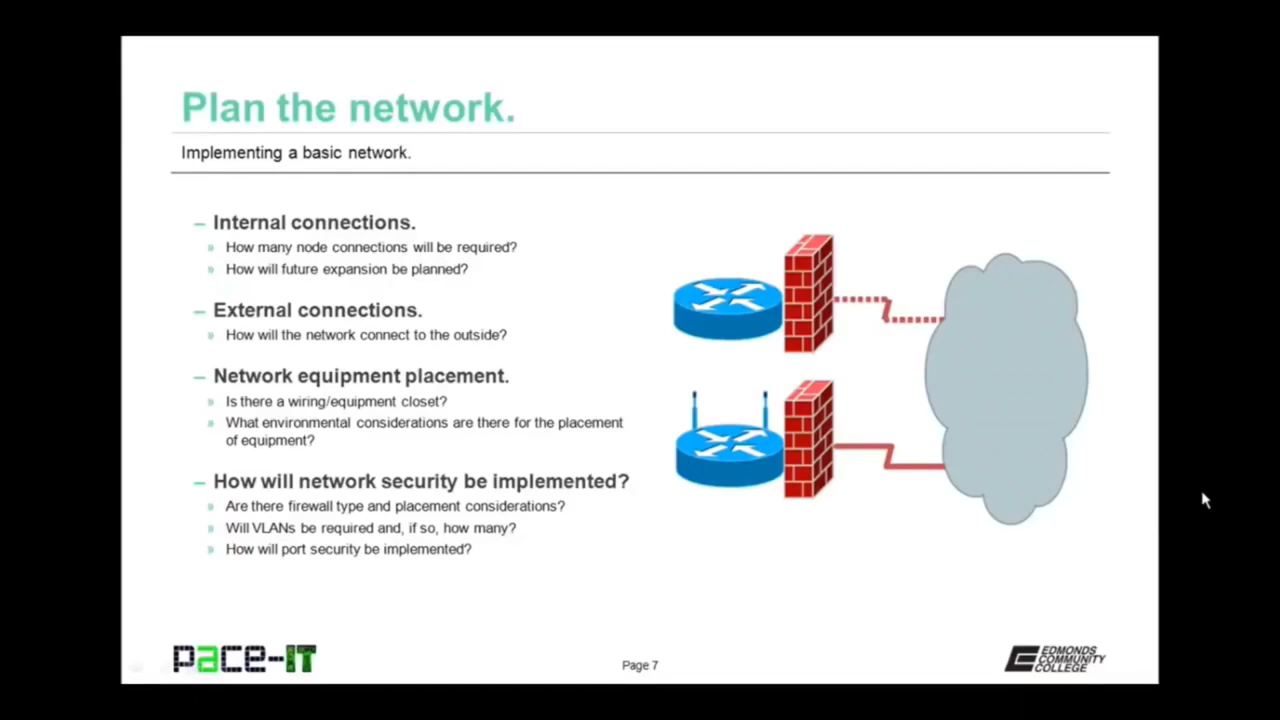 Plan the network.
Implementing a basic network.
– Internal connections.
» How many node connections will be required?
» How will future expansion be planned?
– External connections.
» How will the network connect to the outside?
– Network equipment placement.
» Is there a wiring/equipment closet?
» What environmental considerations are there for the placement
of equipment?
– How will network security be implemented?
» Are there firewall type and placement considerations?
» Will VLANs be required and, if so, how many?
» How will port security be implemented?
pace-IT
Page 7
EDMONDS
COMMUNITY
COLLEGE